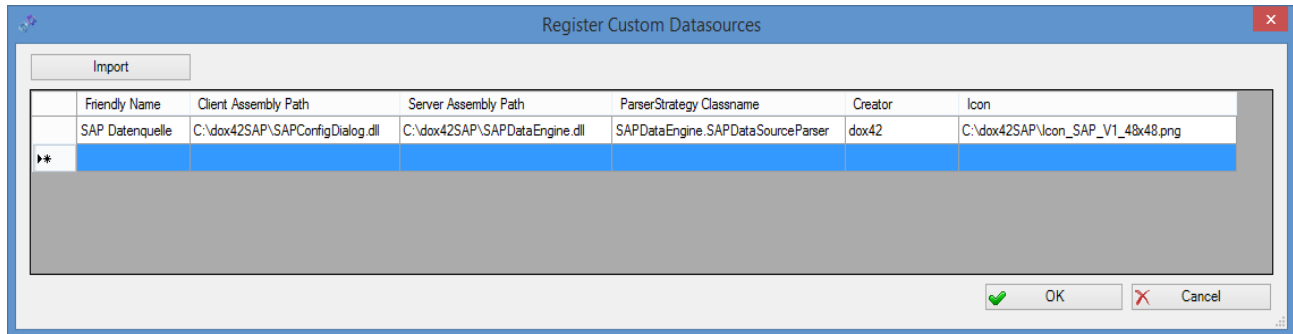 Register Custom Datasources
Import
Friendly Name Client Assembly Path Server Assembly Path ParserStrategy Classname Creator Icon
SAP Datenquelle C:\dox42SAP\SAPConfigDialog.dll C:\dox42SAP\SAPDataEngine.dll SAPDataEngine.SAPDataSourceParser dox42 C:\dox42SAP\Icon_SAP_V1_48x48.png
OK Cancel